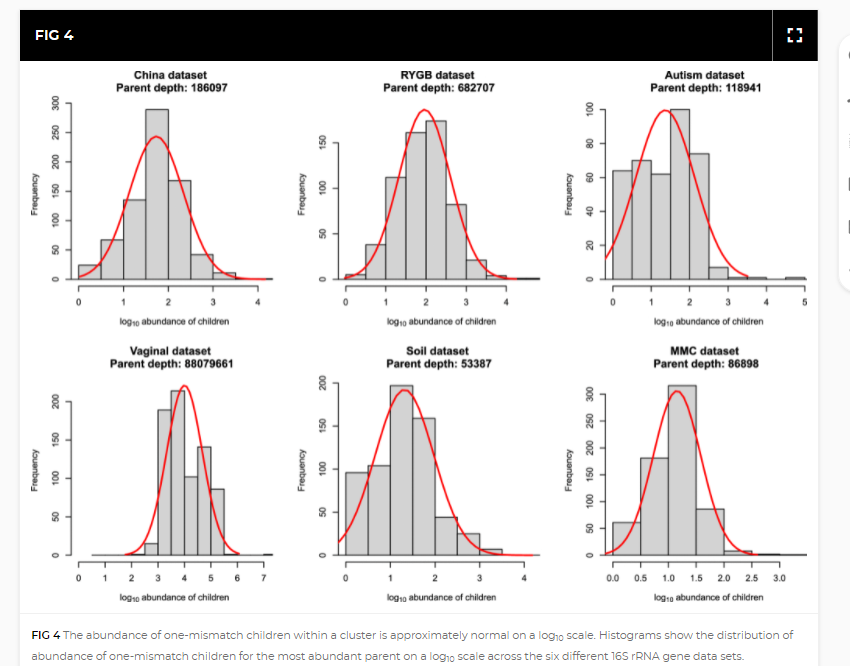 FIG 4
China dataset
Parent depth: 186097
Frequency
0
50
100
150
200
250
300
0 1 2 3 4
log10 abundance of children
RYGB dataset
Parent depth: 682707
Frequency
0
50
100
150
0 1 2 3 4
log10 abundance of children
Autism dataset
Parent depth: 118941
Frequency
0
20
40
60
80
100
0 1 2 3 4 5
log10 abundance of children
Vaginal dataset
Parent depth: 88079661
Frequency
0
50
100
150
200
0 1 2 3 4 5 6 7
log10 abundance of children
Soil dataset
Parent depth: 53387
Frequency
0
50
100
150
200
0 1 2 3 4
log10 abundance of children
MMC dataset
Parent depth: 86898
Frequency
0
50
100
150
200
250
300
0.0 0.5 1.0 1.5 2.0 2.5 3.0
log10 abundance of children
FIG 4 The abundance of one-mismatch children within a cluster is approximately normal on a log10 scale. Histograms show the distribution of
abundance of one-mismatch children for the most abundant parent on a log10 scale across the six different 16S rRNA gene data sets.